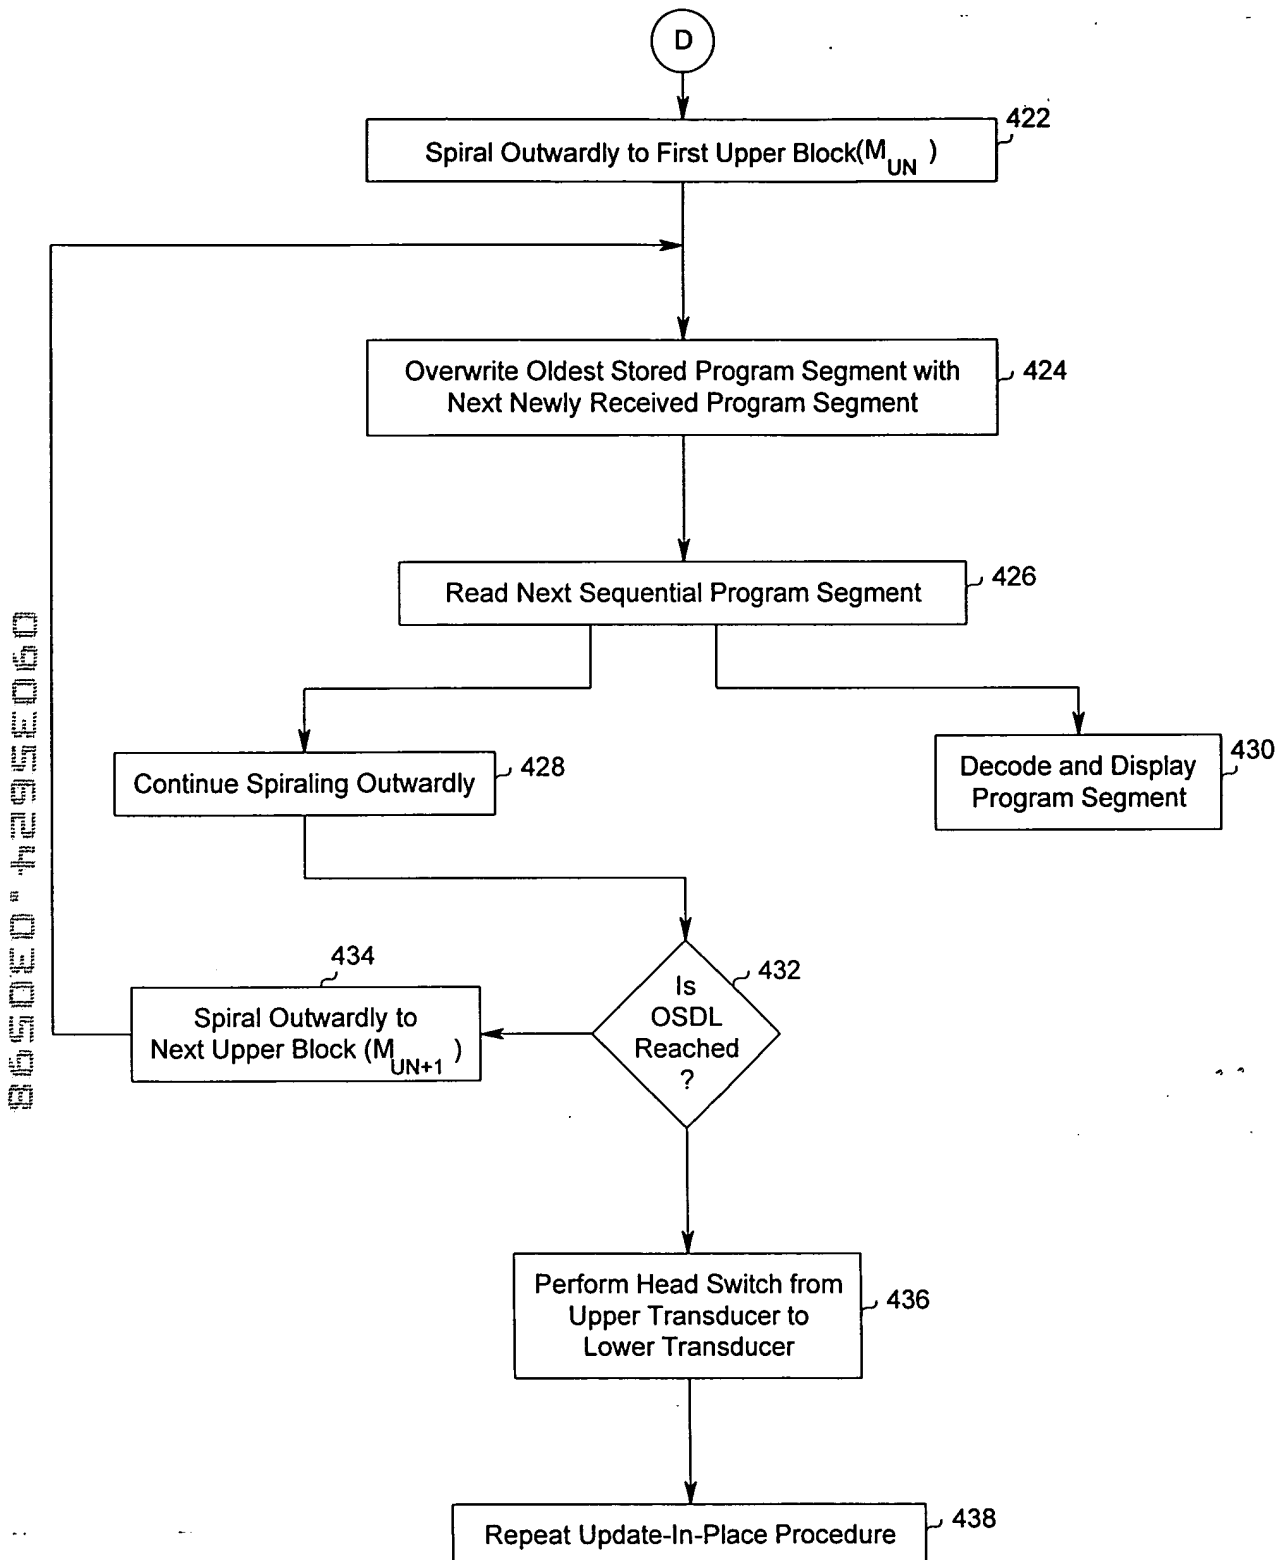 D
422
Spiral Outwardly to First Upper Block(M_UN )
Overwrite Oldest Stored Program Segment with
Next Newly Received Program Segment
424
Read Next Sequential Program Segment
426
Continue Spiraling Outwardly
428
Decode and Display
Program Segment
430
434
Spiral Outwardly to
Next Upper Block (M_UN+1 )
Is
OSDL
Reached
?
432
Perform Head Switch from
Upper Transducer to
Lower Transducer
436
Repeat Update-In-Place Procedure
438